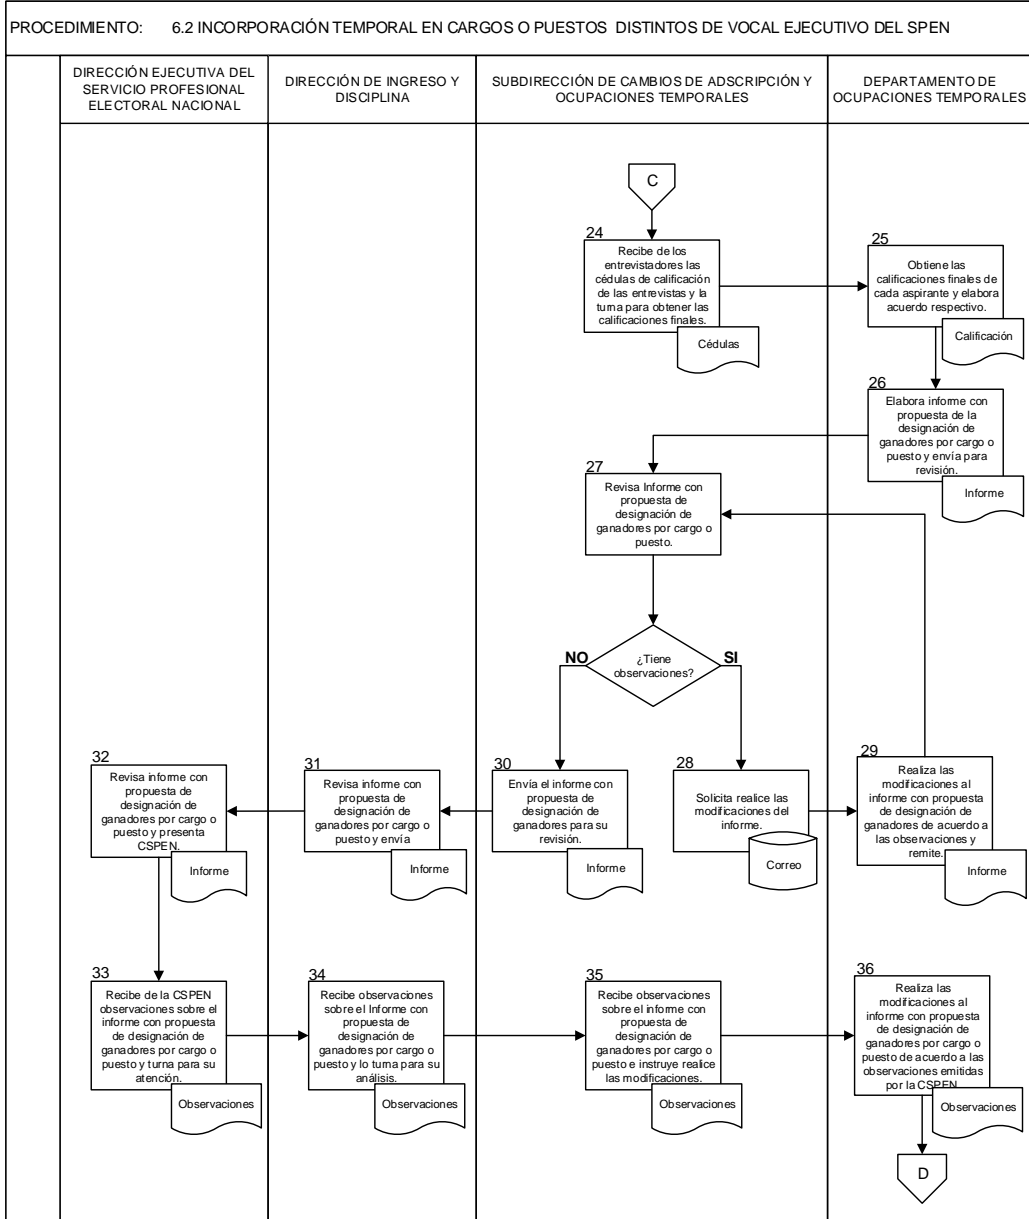 PROCEDIMIENTO: 6.2 INCORPORACIÓN TEMPORAL EN CARGOS O PUESTOS DISTINTOS DE VOCAL EJECUTIVO DEL SPEN
DIRECCIÓN EJECUTIVA DEL
SERVICIO PROFESIONAL
ELECTORAL NACIONAL
DIRECCIÓN DE INGRESO Y
DISCIPLINA
SUBDIRECCIÓN DE CAMBIOS DE ADSCRIPCIÓN Y
OCUPACIONES TEMPORALES
DEPARTAMENTO DE
OCUPACIONES TEMPORALES
C
24
Recibe de los
entrevistadores las
cédulas de calificación
de las entrevistas y la
turna para obtener las
calificaciones finales.
Cédulas
25
Obtiene las
calificaciones finales de
cada aspirante y elabora
acuerdo respectivo.
Calificación
26
Elabora informe con
propuesta de la
designación de
ganadores por cargo o
puesto y envía para
revisión.
Informe
27
Revisa Informe con
propuesta de
designación de
ganadores por cargo o
puesto.
¿Tiene
observaciones?
NO
SI
32
Revisa informe con
propuesta de
designación de
ganadores por cargo o
puesto y presenta
CSPEN.
Informe
31
Revisa informe con
propuesta de
designación de
ganadores por cargo o
puesto y envía
Informe
30
Envía el informe con
propuesta de
designación de
ganadores para su
revisión.
Informe
28
Solicita realice las
modificaciones del
informe.
Correo
29
Realiza las
modificaciones al
informe con propuesta
de designación de
ganadores de acuerdo a
las observaciones y
remite.
Informe
33
Recibe de la CSPEN
observaciones sobre el
informe con propuesta
de designación de
ganadores por cargo o
puesto y turna para su
atención.
Observaciones
34
Recibe observaciones
sobre el Informe con
propuesta de
designación de
ganadores por cargo o
puesto y lo turna para su
análisis.
Observaciones
35
Recibe observaciones
sobre el informe con
propuesta de
designación de
ganadores por cargo o
puesto e instruye realice
las modificaciones.
Observaciones
36
Realiza las
modificaciones al
informe con propuesta
de designación de
ganadores por cargo o
puesto de acuerdo a las
observaciones emitidas
por la CSPEN
Observaciones
D